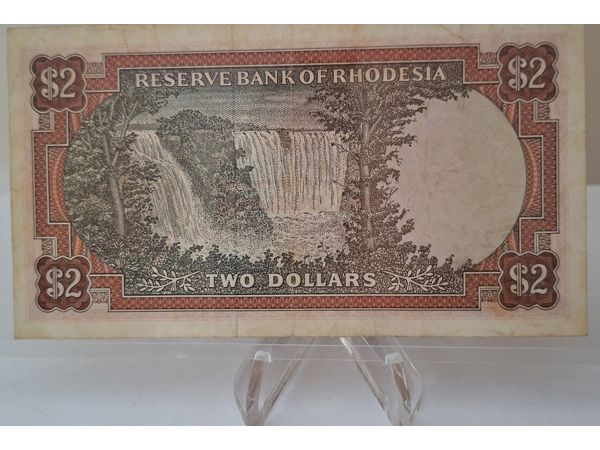 $2 $2
RESERVE BANK OF RHODESIA
TWO DOLLARS
$2 $2